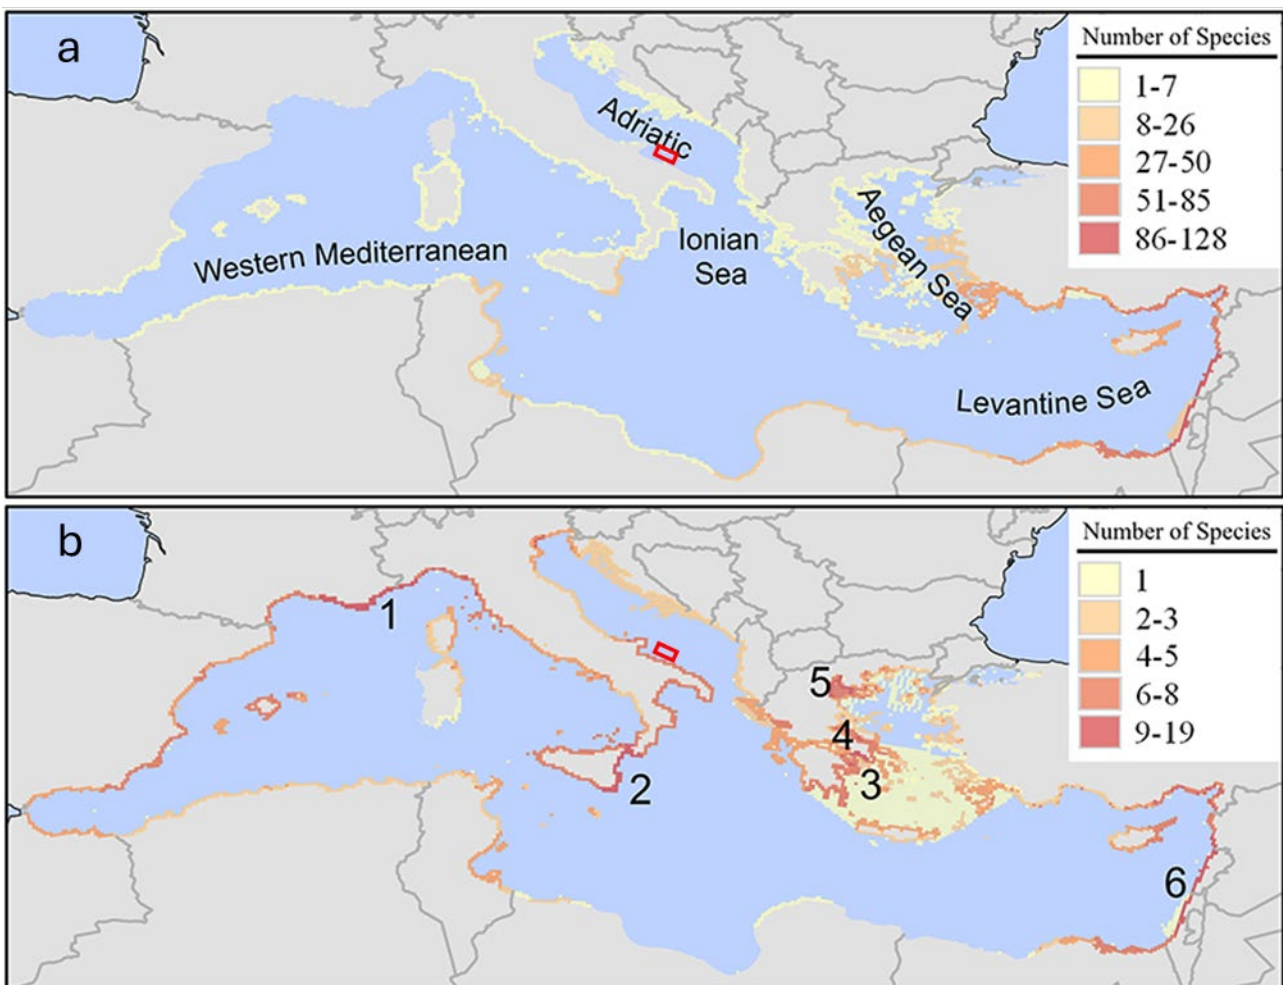 a
Number of Species
1-7
8-26
27-50
51-85
86-128
Adriatic
Aegean Sea
Ionian
Sea
Western Mediterranean
Levantine Sea
b
Number of Species
1
2-3
4-5
6-8
9-19
1
2
3
4
5
6